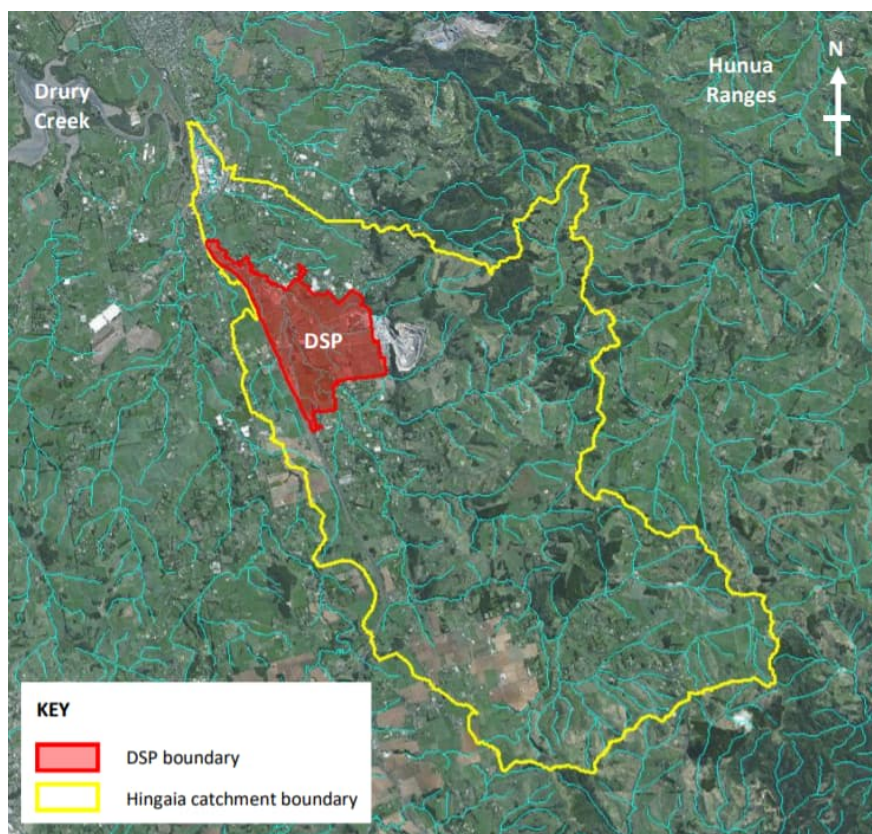 Drury
Creek
Hunua
Ranges
N
DSP
KEY
DSP boundary
Hingaia catchment boundary